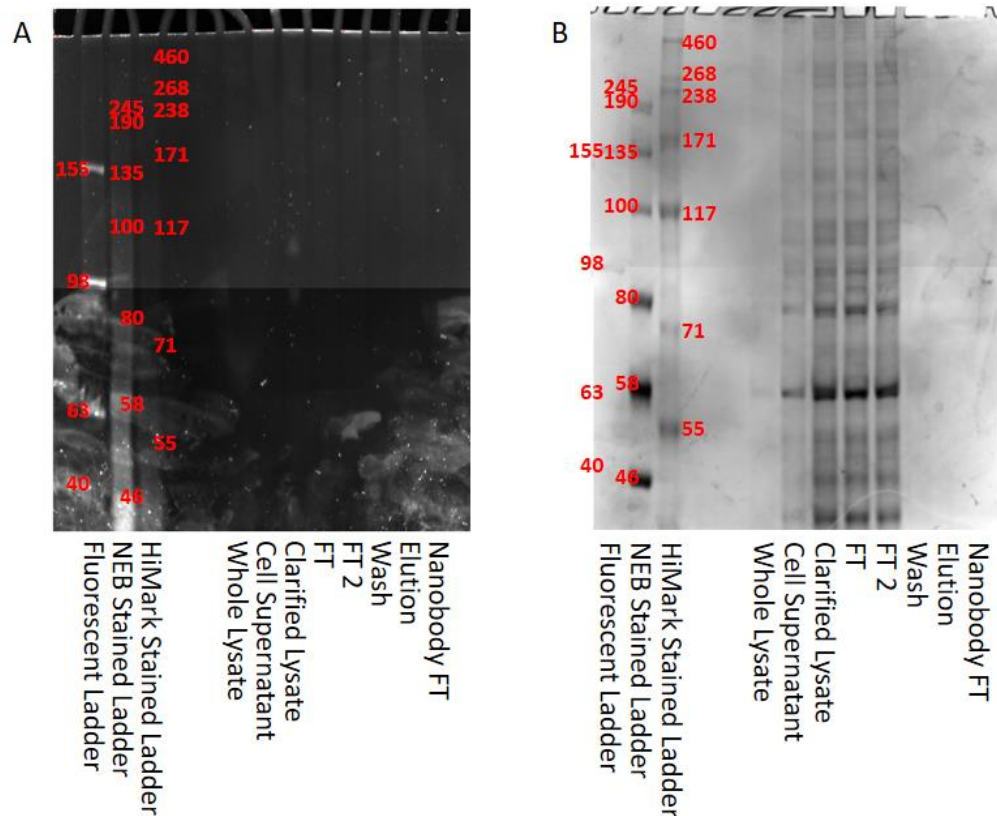 A
460
268
245
238
190
171
155
135
100
117
93
80
71
63
58
55
40
46
Fluorescent Ladder
NEB Stained Ladder
HiMark Stained Ladder
Whole Lysate
Cell Supernatant
Clarified Lysate
FT
FT 2
Wash
Elution
Nanobody FT
B
460
268
245
238
190
171
155
135
100
117
98
80
71
63
58
55
40
46
Fluorescent Ladder
NEB Stained Ladder
HiMark Stained Ladder
Whole Lysate
Cell Supernatant
Clarified Lysate
FT
FT 2
Wash
Elution
Nanobody FT